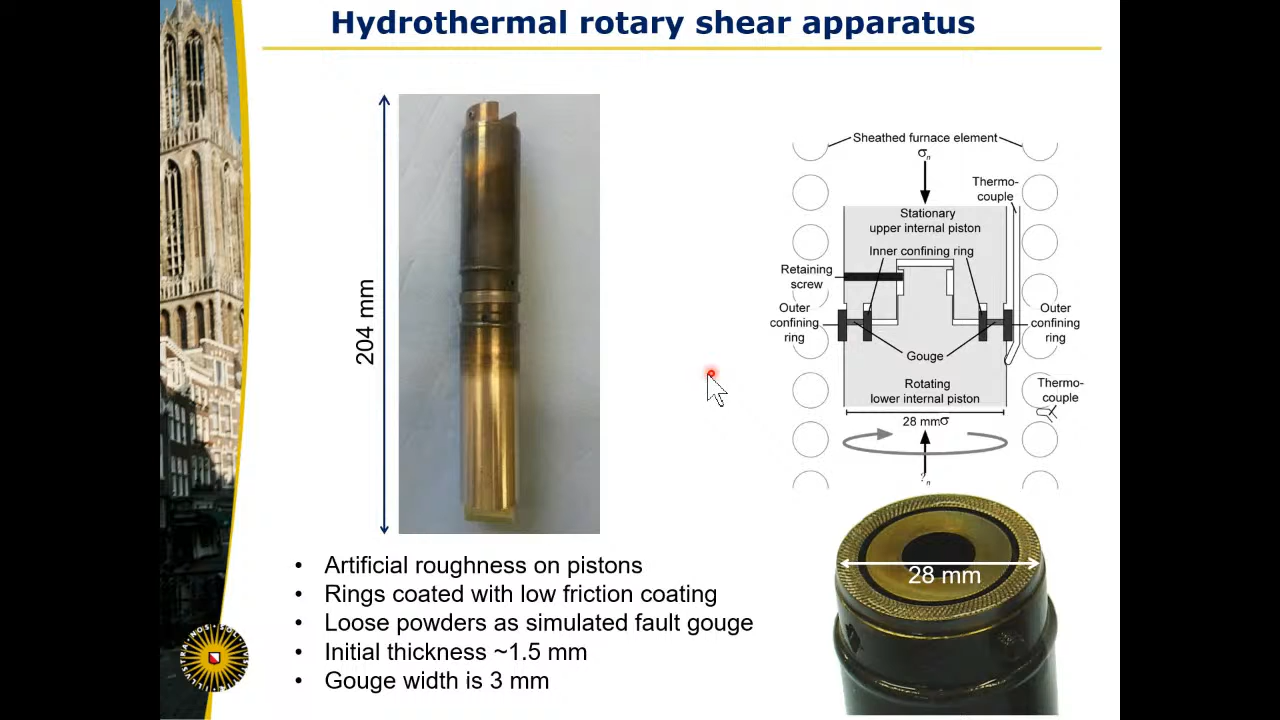 Hydrothermal rotary shear apparatus
204 mm
Sheathed furnace element
σn
Thermo-
couple
Stationary
upper internal piston
Inner confining ring
Retaining
screw
Outer
confining
ring
Outer
confining
ring
Gouge
Rotating
lower internal piston
Thermo-
couple
28 mmσ
?n
28 mm
• Artificial roughness on pistons
• Rings coated with low friction coating
• Loose powders as simulated fault gouge
• Initial thickness ~1.5 mm
• Gouge width is 3 mm